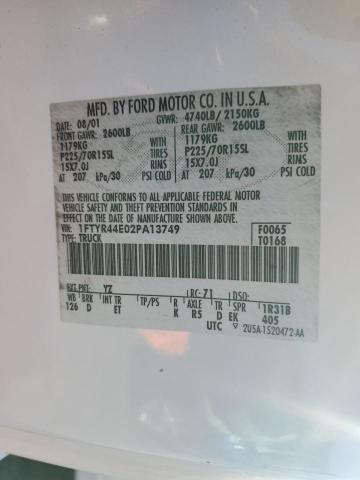 MFD. BY FORD MOTOR CO. IN U.S.A.
DATE: 08/01 GVWR: 4740LB/ 2150KG
FRONT GAWR: 2600LB REAR GAWR: 2600LB
1179KG WITH 1179KG WITH
P225/70R15SL TIRES P225/70R15SL TIRES
15X7.0J RIMS 15X7.0J RIMS
AT 207 kPa/30 PSI COLD AT 207 kPa/30 PSI COLD
THIS VEHICLE CONFORMS TO ALL APPLICABLE FEDERAL MOTOR
VEHICLE SAFETY AND THEFT PREVENTION STANDARDS IN
EFFECT ON THE DATE OF MANUFACTURE SHOWN ABOVE.
VIN: 1FTYR44E02PA13749 F0065
TYPE: TRUCK T0168
EXT PNT: YZ RC: 71 DSO:
WB BRK INT TR TP/PS R AXLE TR SPR 1R31B
126 D ET K R5 D EK 405
UTC 2U5A-1520472-AA